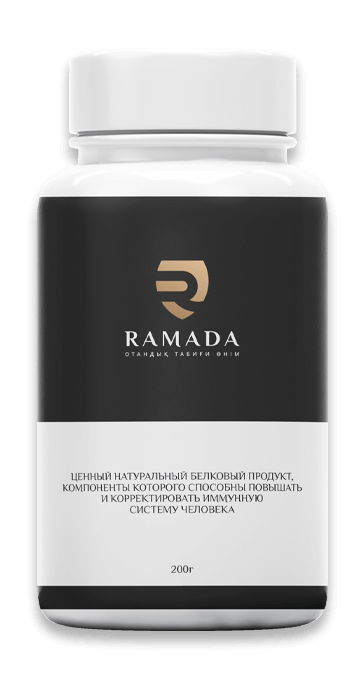 RAMADA
ОТАНДЫҚ ТАБИҒИ ӨНІМ
ЦЕННЫЙ НАТУРАЛЬНЫЙ БЕЛКОВЫЙ ПРОДУКТ,
КОМПОНЕНТЫ КОТОРОГО СПОСОБНЫ ПОВЫШАТЬ
И КОРРЕКТИРОВАТЬ ИММУННУЮ
СИСТЕМУ ЧЕЛОВЕКА
200г